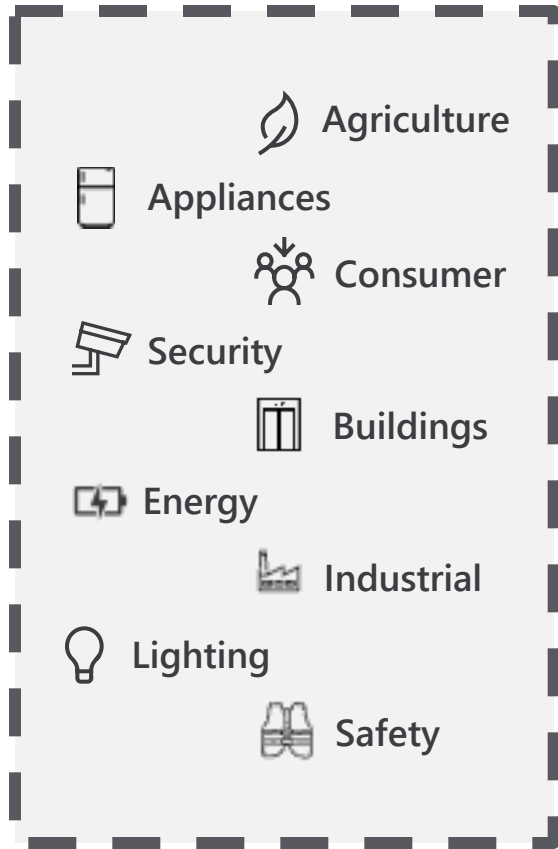 Agriculture
Appliances
Consumer
Security
Buildings
Energy
Industrial
Lighting
Safety